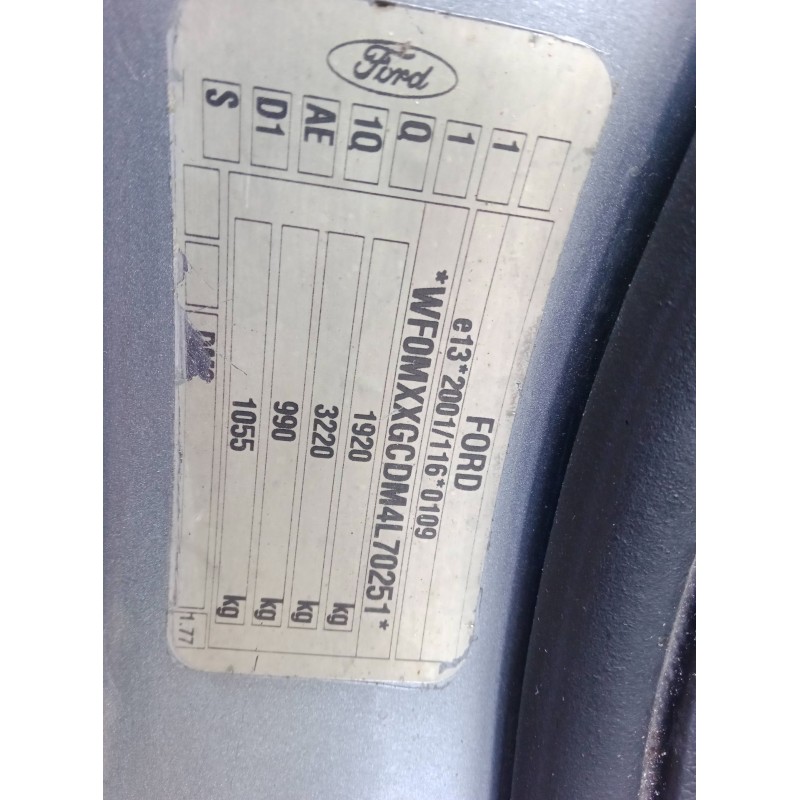 Ford
FORD
e13*2001/116*0109
*WF0MXXGCDM4L70251*
1920 kg
3220 kg
990 kg
1055 kg
1
1
Q
1Q
AE
D1
S
1.77